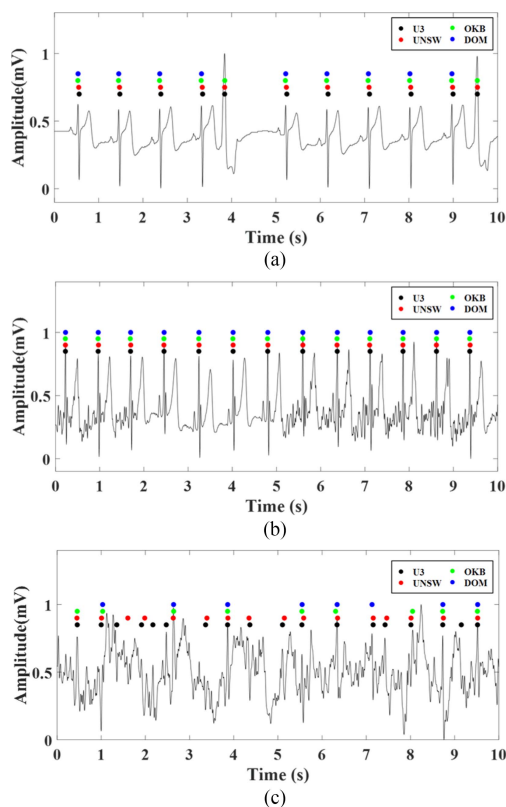 U3 OKB
UNSW DOM
1
0.5
0
Amplitude(mV)
0 1 2 3 4 5 6 7 8 9 10
Time (s)
(a)
U3 OKB
UNSW DOM
1
0.5
0
Amplitude(mV)
0 1 2 3 4 5 6 7 8 9 10
Time (s)
(b)
U3 OKB
UNSW DOM
1
0.5
0
Amplitude(mV)
0 1 2 3 4 5 6 7 8 9 10
Time (s)
(c)